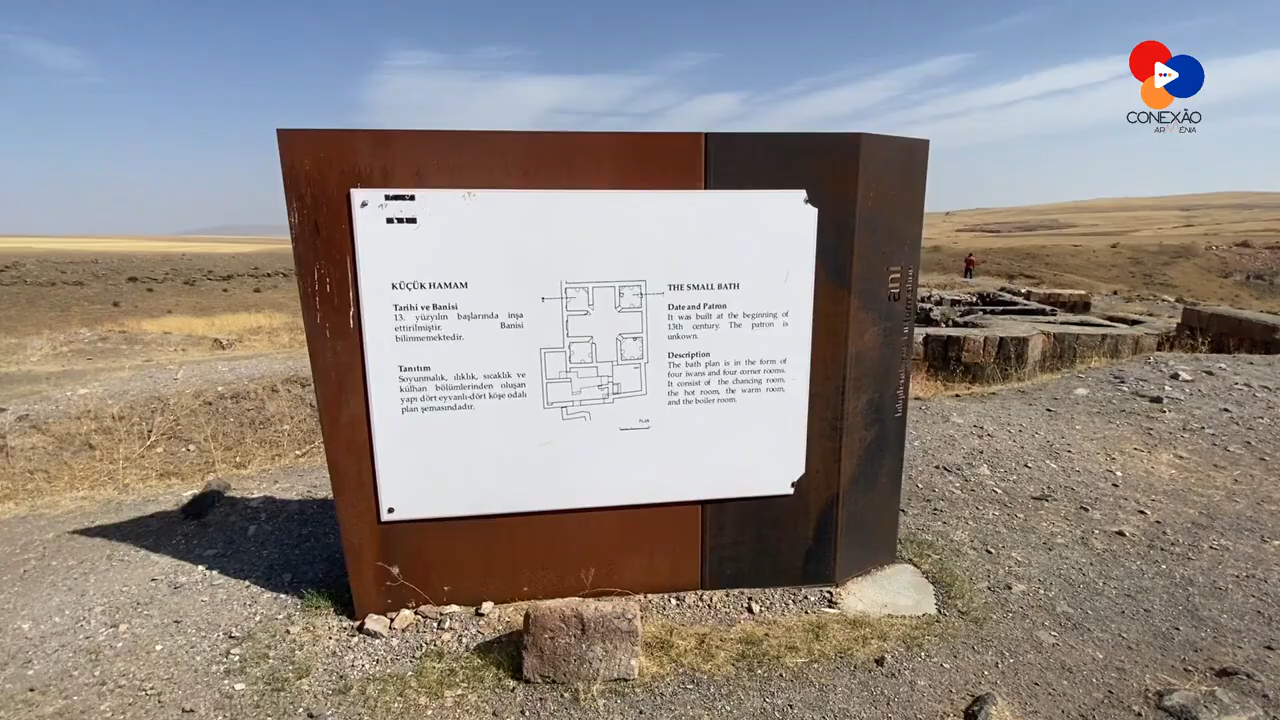 CONEXÃO
ARMÊNIA
KÜÇÜK HAMAM
Tarihi ve Banisi
13. yüzyılın başlarında inşa
ettirilmiştir. Banisi
bilinmemektedir.
Tanıtım
Soyunmalık, ılıklık, sıcaklık ve
külhan bölümlerinden oluşan
yapı dört eyvanlı-dört köşe odalı
plan şemasındadır.
PLAN
THE SMALL BATH
Date and Patron
It was built at the beginning of
13th century. The patron is
unkown.
Description
The bath plan is in the form of
four iwans and four corner rooms.
It consist of the chancing room,
the hot room, the warm room,
and the boiler room.
ani